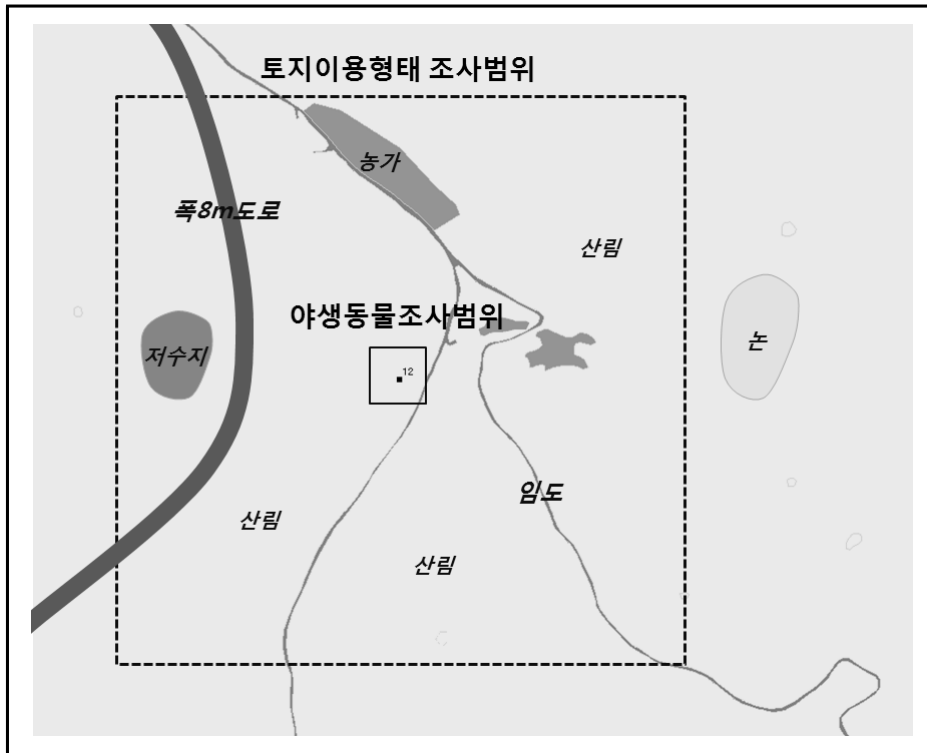 토지이용형태 조사범위
농가
폭8m도로
산림
야생동물조사범위
저수지
논
12
임도
산림
산림